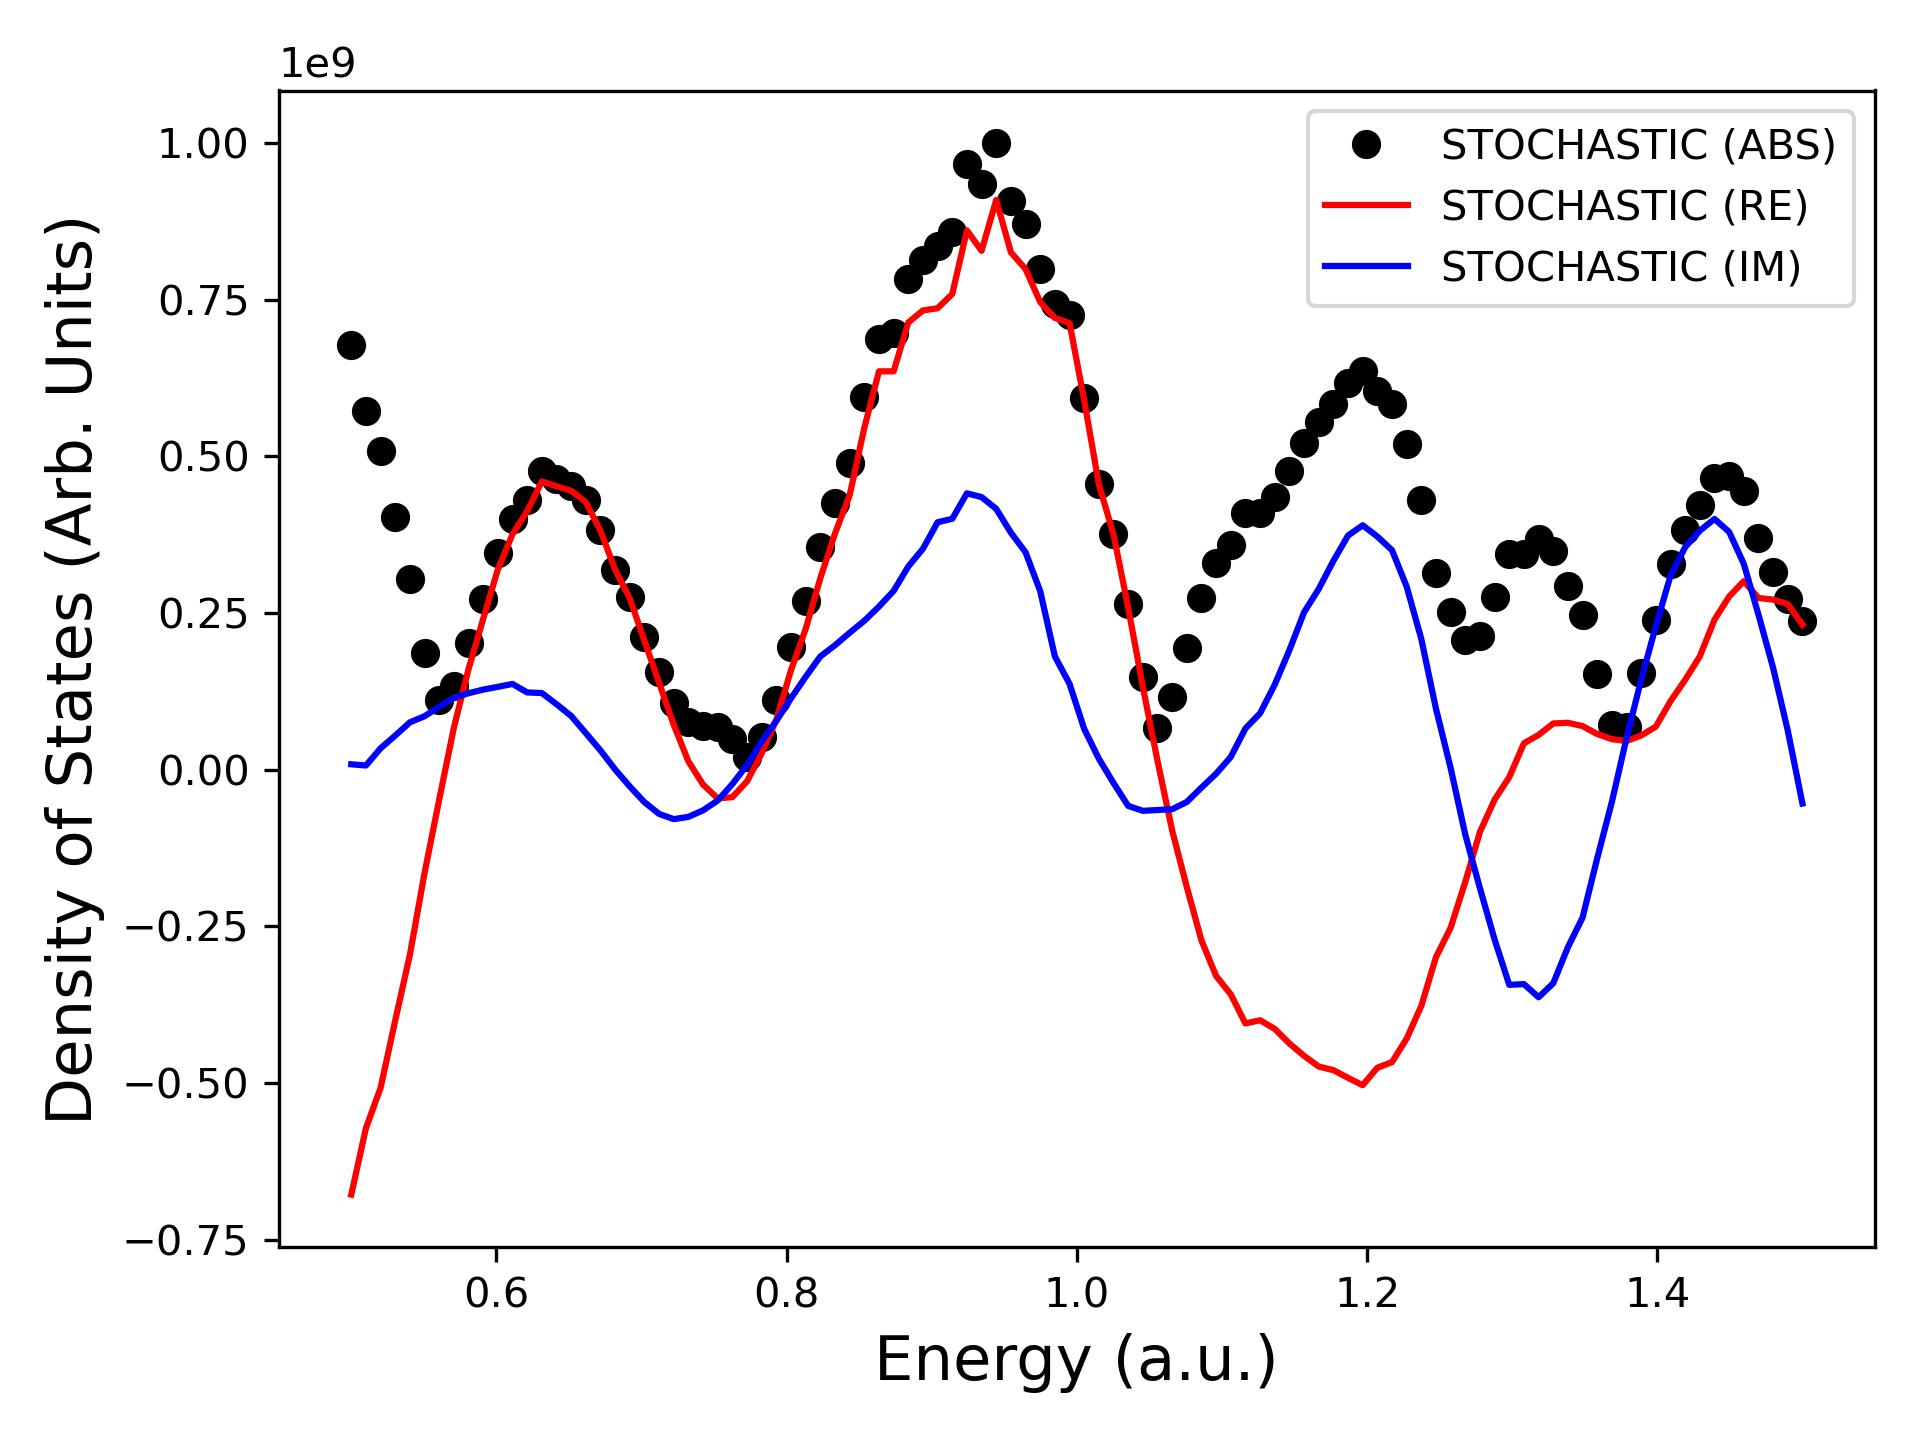 1e9
1.00
0.75
0.50
0.25
0.00
−0.25
−0.50
−0.75
Density of States (Arb. Units)
STOCHASTIC (ABS)
STOCHASTIC (RE)
STOCHASTIC (IM)
0.6 0.8 1.0 1.2 1.4
Energy (a.u.)